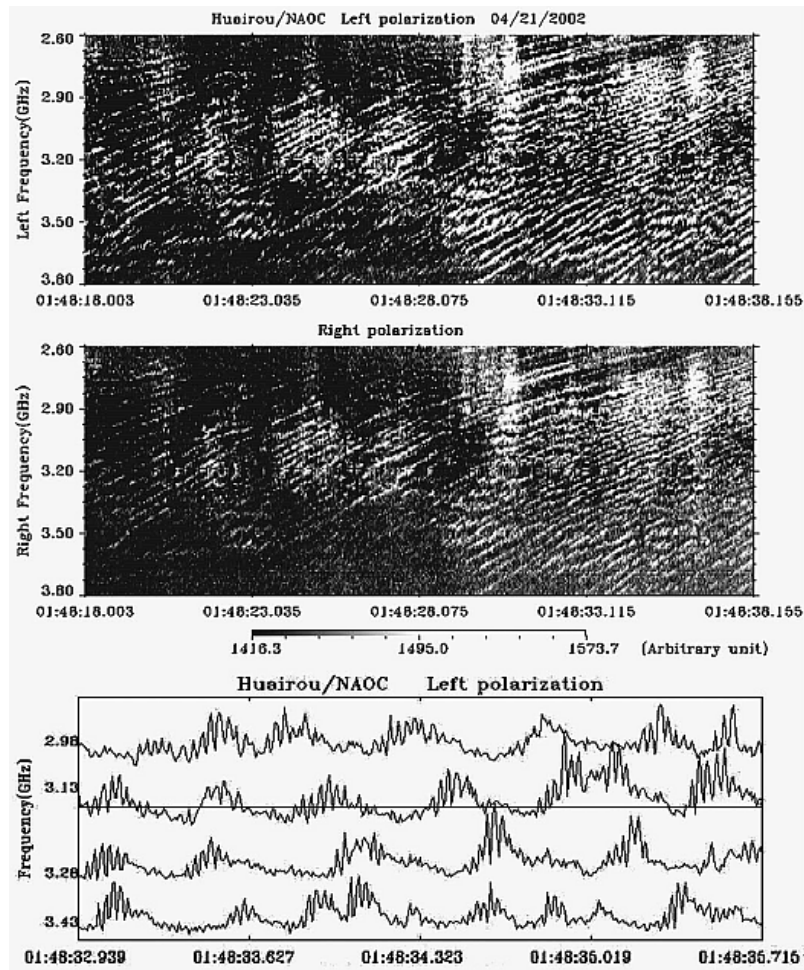 Huairou/NAOC Left polarization 04/21/2002
Left Frequency(GHz)
2.60
2.90
3.20
3.50
3.80
01:48:18.003 01:48:23.035 01:48:28.075 01:48:33.115 01:48:38.155
Right polarization
Right Frequency(GHz)
2.60
2.90
3.20
3.50
3.80
01:48:18.003 01:48:23.035 01:48:28.075 01:48:33.115 01:48:38.155
1416.3 1495.0 1573.7 (Arbitrary unit)
Huairou/NAOC Left polarization
Frequency(GHz)
2.98
3.13
3.28
3.43
01:48:32.939 01:48:33.627 01:48:34.323 01:48:35.019 01:48:35.715